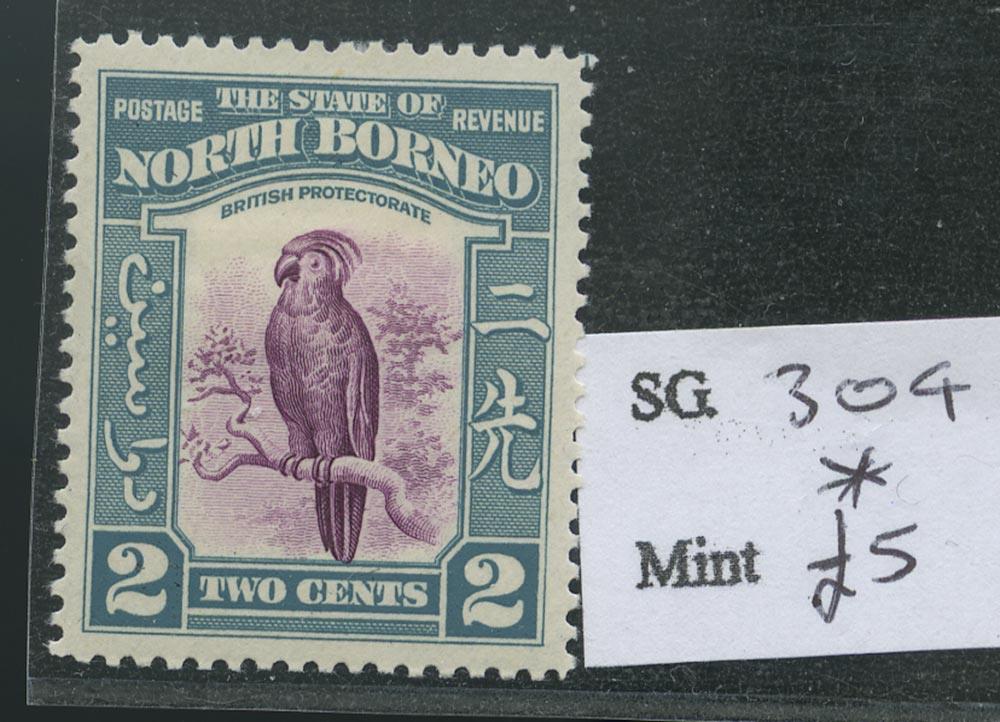 POSTAGE THE STATE OF REVENUE
NORTH BORNEO
BRITISH PROTECTORATE
二先
2 TWO CENTS 2
SG. 304
*
Mint £5